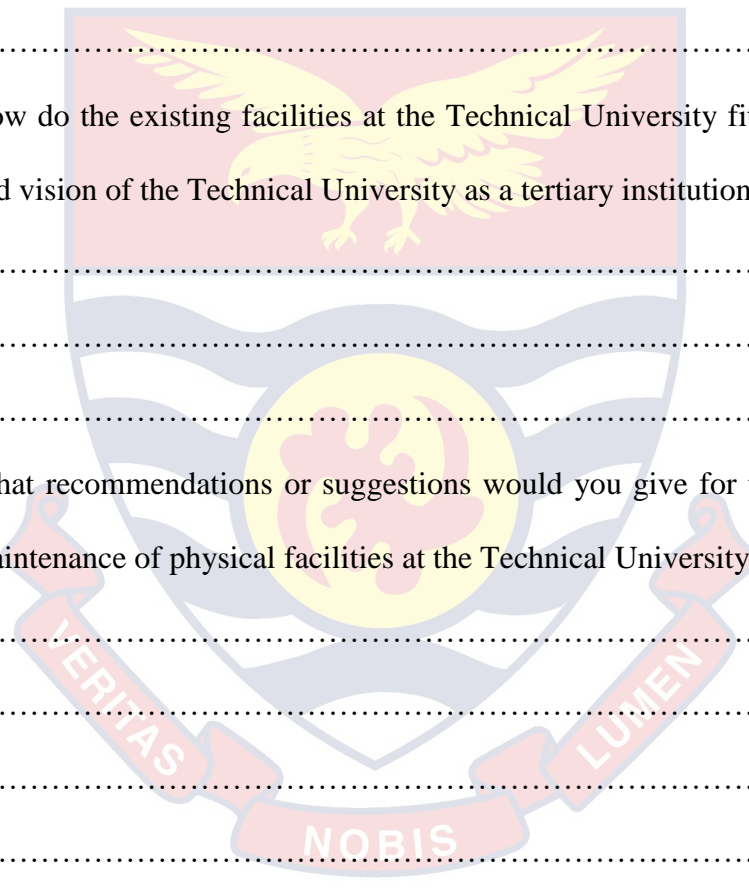 ………………………………………………………………
ow do the existing facilities at the Technical University fi
d vision of the Technical University as a tertiary institution
………………………………………………………………
………………………………………………………………
………………………………………………………………
hat recommendations or suggestions would you give for
aintenance of physical facilities at the Technical University
………………………………………………………………
………………………………………………………………
………………………………………………………………
………………………………………………………………
VERITAS NOBIS LUMEN